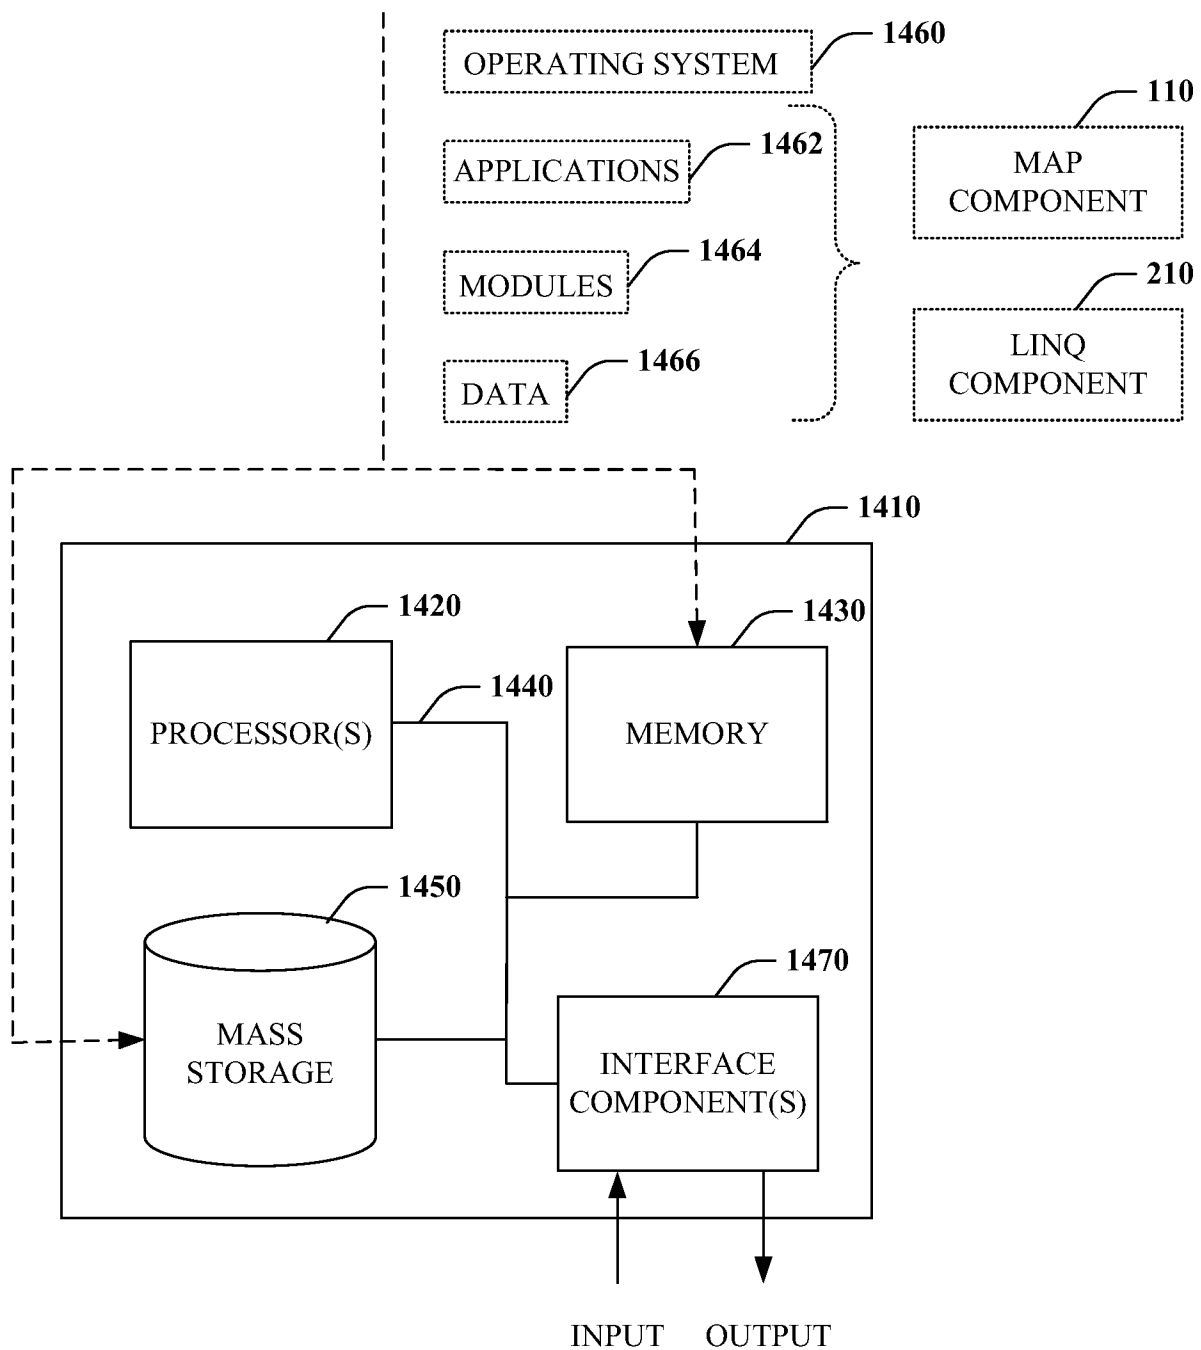 1460
OPERATING SYSTEM
110
1462
APPLICATIONS
MAP
COMPONENT
1464
MODULES
210
1466
DATA
LINQ
COMPONENT
1410
1420
1430
1440
PROCESSOR(S)
MEMORY
1450
1470
MASS
STORAGE
INTERFACE
COMPONENT(S)
INPUT
OUTPUT